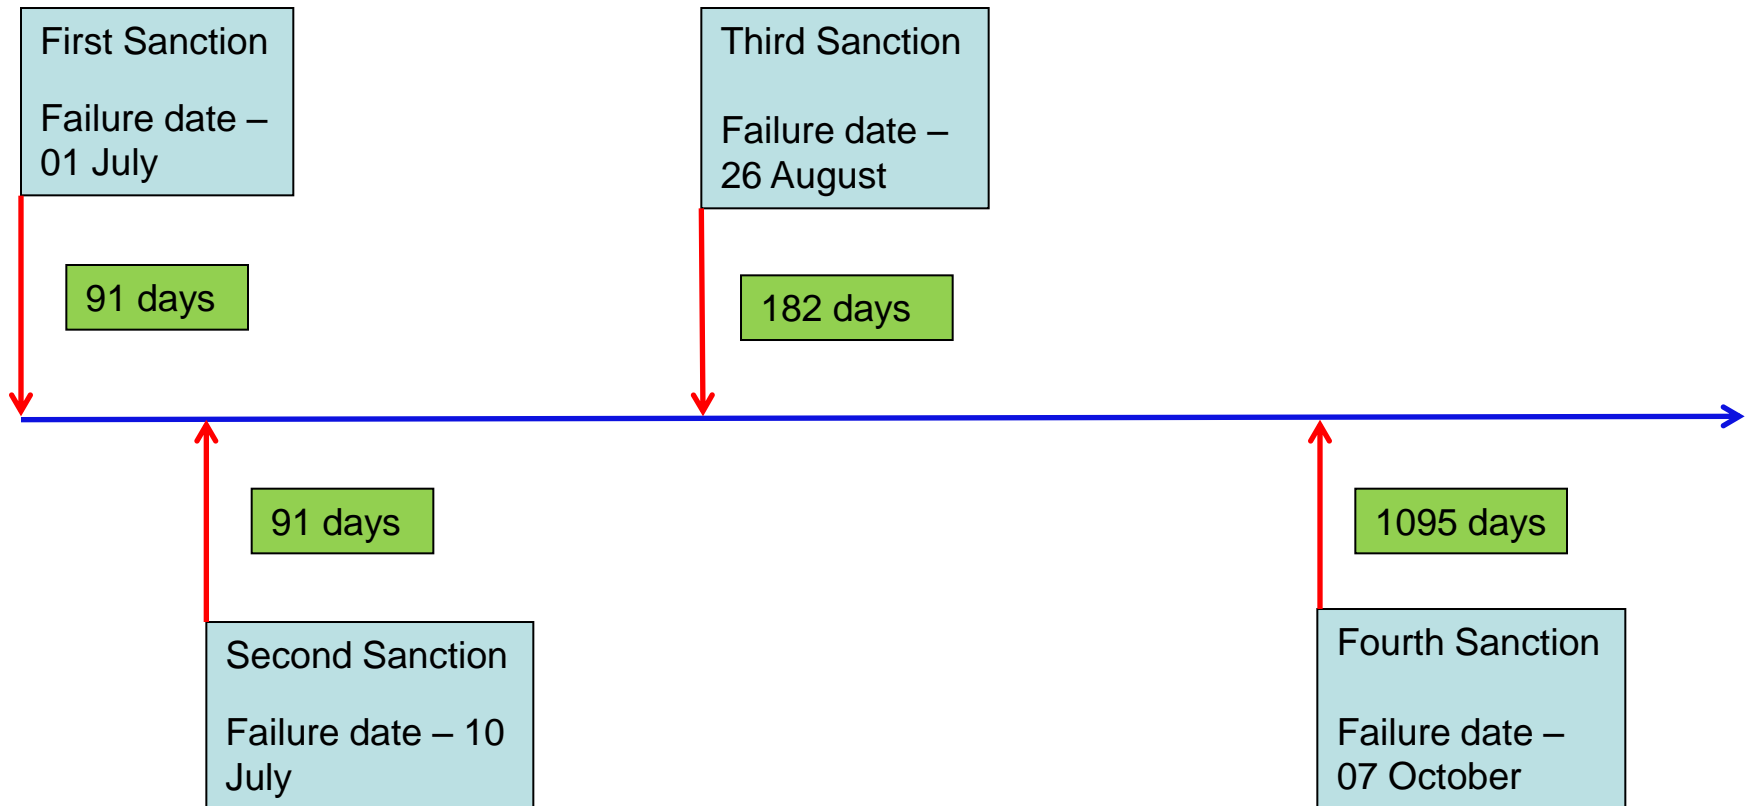 First Sanction
Failure date –
01 July
Third Sanction
Failure date –
26 August
91 days
182 days
91 days
1095 days
Second Sanction
Failure date – 10
July
Fourth Sanction
Failure date –
07 October